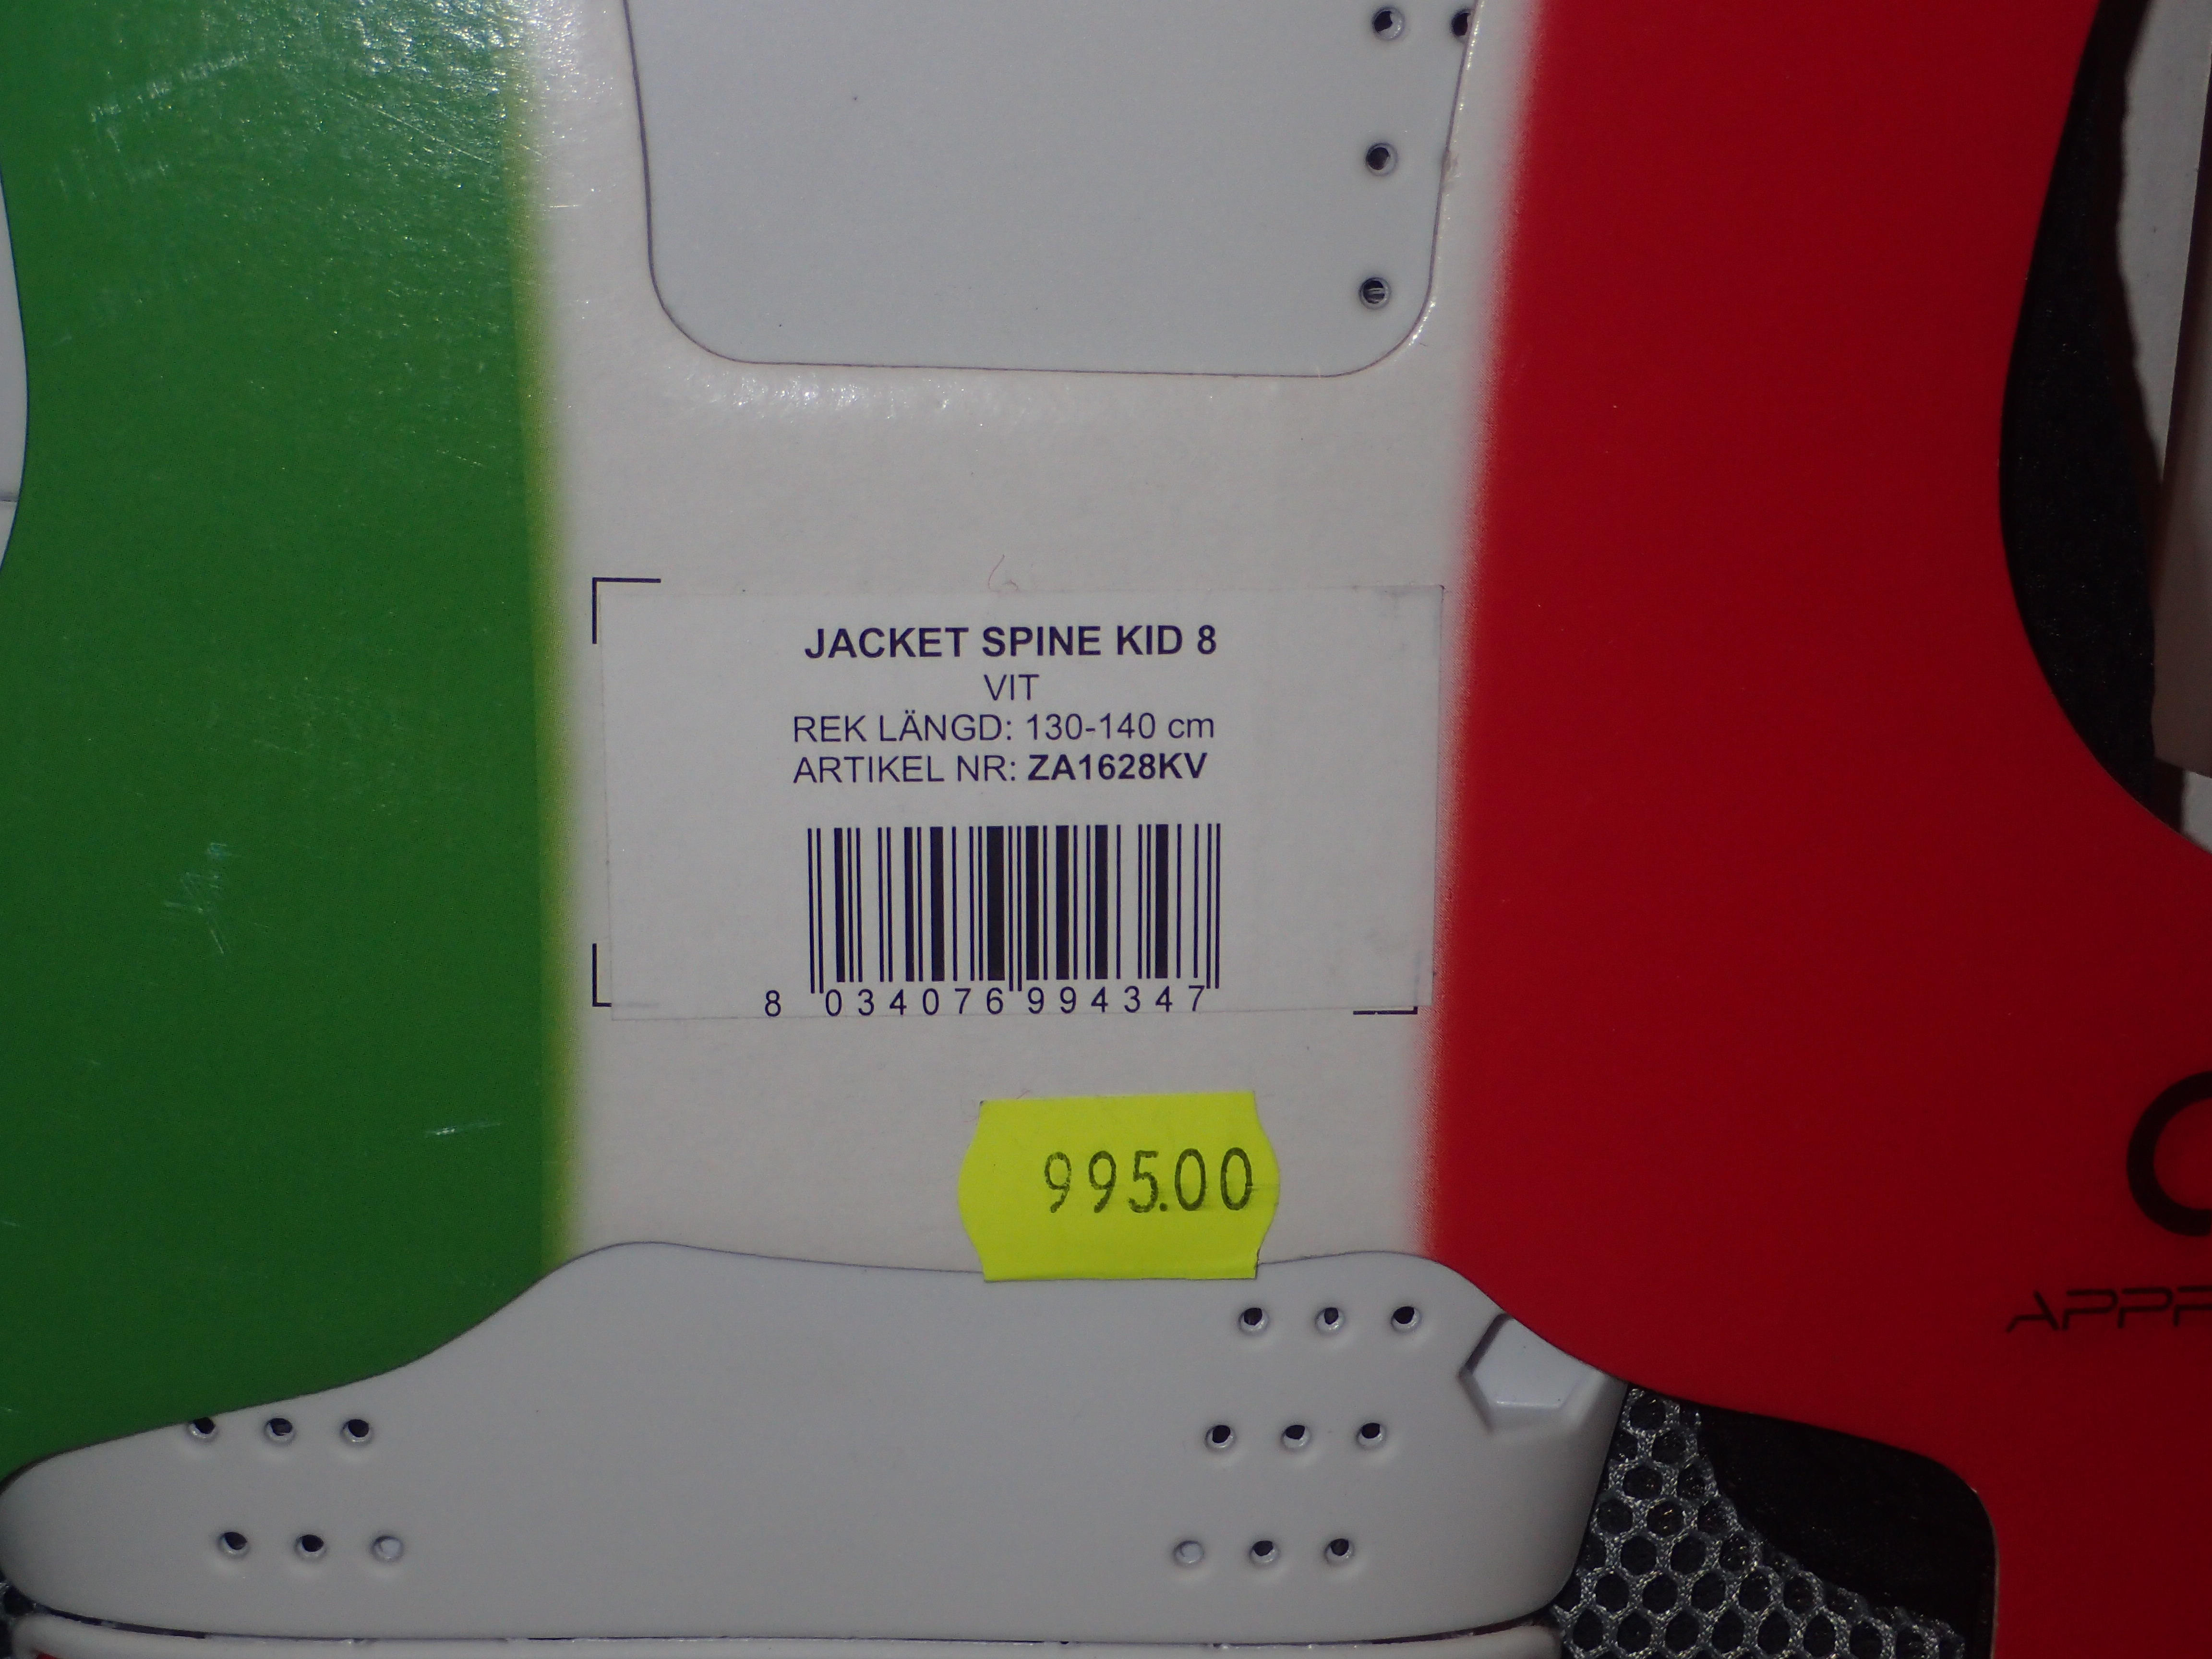 JACKET SPINE KID 8
VIT
REK LÄNGD: 130-140 cm
ARTIKEL NR: ZA1628KV
8 034076 994347
995.00